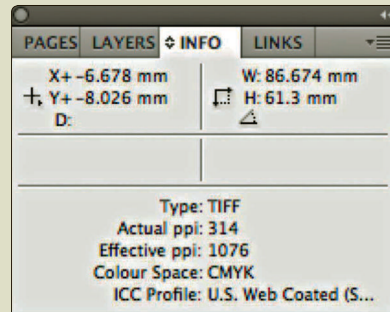 PAGES LAYERS INFO LINKS
X+ -6.678 mm
Y+ -8.026 mm
D:
W: 86.674 mm
H: 61.3 mm
Type: TIFF
Actual ppi: 314
Effective ppi: 1076
Colour Space: CMYK
ICC Profile: U.S. Web Coated (S...